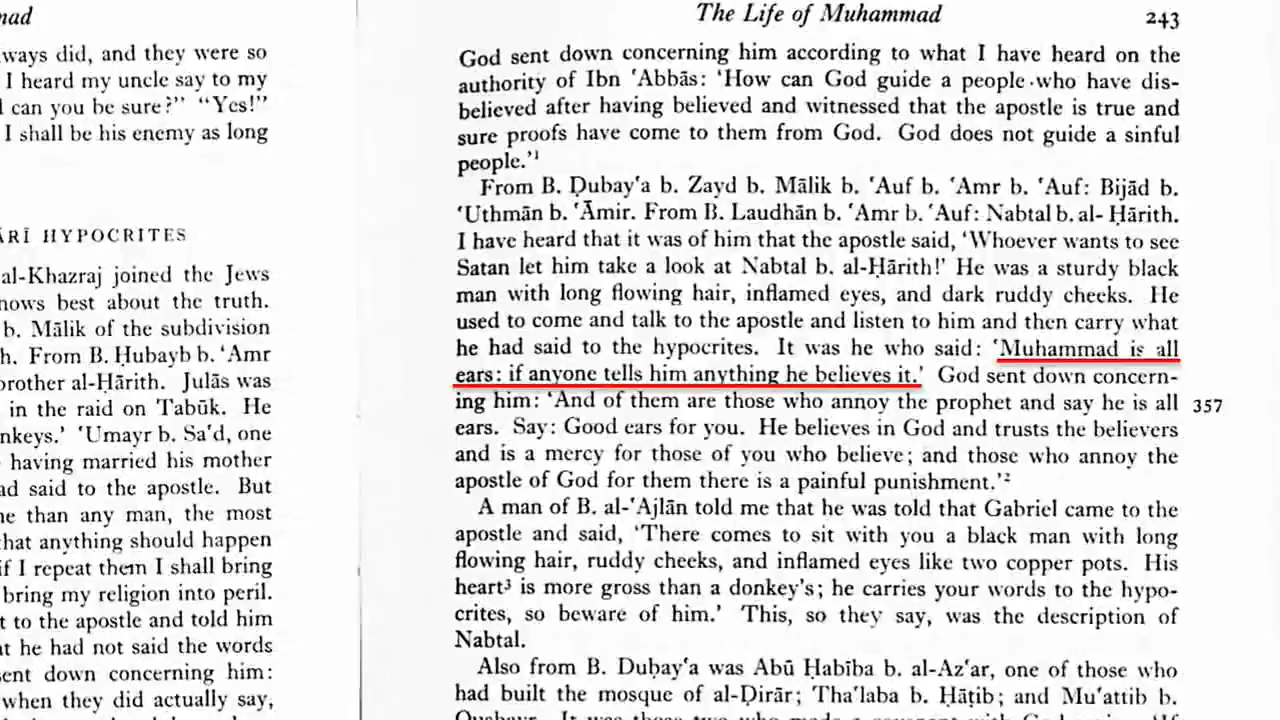 mad
ways did, and they were so
I heard my uncle say to my
can you be sure?” “Yes!”
I shall be his enemy as long
ĀRĪ HYPOCRITES
al-Khazraj joined the Jews
nows best about the truth.
b. Mālik of the subdivision
h. From B. Ḥubayb b. ‘Amr
brother al-Ḥārith. Julās was
in the raid on Tabūk. He
nkeys.’ ‘Umayr b. Sa‘d, one
having married his mother
ad said to the apostle. But
ne than any man, the most
that anything should happen
if I repeat them I shall bring
bring my religion into peril.
t to the apostle and told him
at he had not said the words
sent down concerning him:
when they did actually say,
The Life of Muhammad 243
God sent down concerning him according to what I have heard on the
authority of Ibn ‘Abbās: ‘How can God guide a people who have dis-
believed after having believed and witnessed that the apostle is true and
sure proofs have come to them from God. God does not guide a sinful
people.’¹
From B. Ḍubay‘a b. Zayd b. Mālik b. ‘Auf b. ‘Amr b. ‘Auf: Bijād b.
‘Uthmān b. ‘Āmir. From B. Laudhān b. ‘Amr b. ‘Auf: Nabtal b. al-Ḥārith.
I have heard that it was of him that the apostle said, ‘Whoever wants to see
Satan let him take a look at Nabtal b. al-Ḥārith!’ He was a sturdy black
man with long flowing hair, inflamed eyes, and dark ruddy cheeks. He
used to come and talk to the apostle and listen to him and then carry what
he had said to the hypocrites. It was he who said: ‘Muhammad is all
ears: if anyone tells him anything he believes it.’ God sent down concern-
ing him: ‘And of them are those who annoy the prophet and say he is all 357
ears. Say: Good ears for you. He believes in God and trusts the believers
and is a mercy for those of you who believe; and those who annoy the
apostle of God for them there is a painful punishment.’²
A man of B. al-‘Ajlān told me that he was told that Gabriel came to the
apostle and said, ‘There comes to sit with you a black man with long
flowing hair, ruddy cheeks, and inflamed eyes like two copper pots. His
heart³ is more gross than a donkey’s; he carries your words to the hypo-
crites, so beware of him.’ This, so they say, was the description of
Nabtal.
Also from B. Ḍubay‘a was Abū Ḥabība b. al-Az‘ar, one of those who
had built the mosque of al-Ḍirār; Tha‘laba b. Ḥāṭib; and Mu‘attib b.